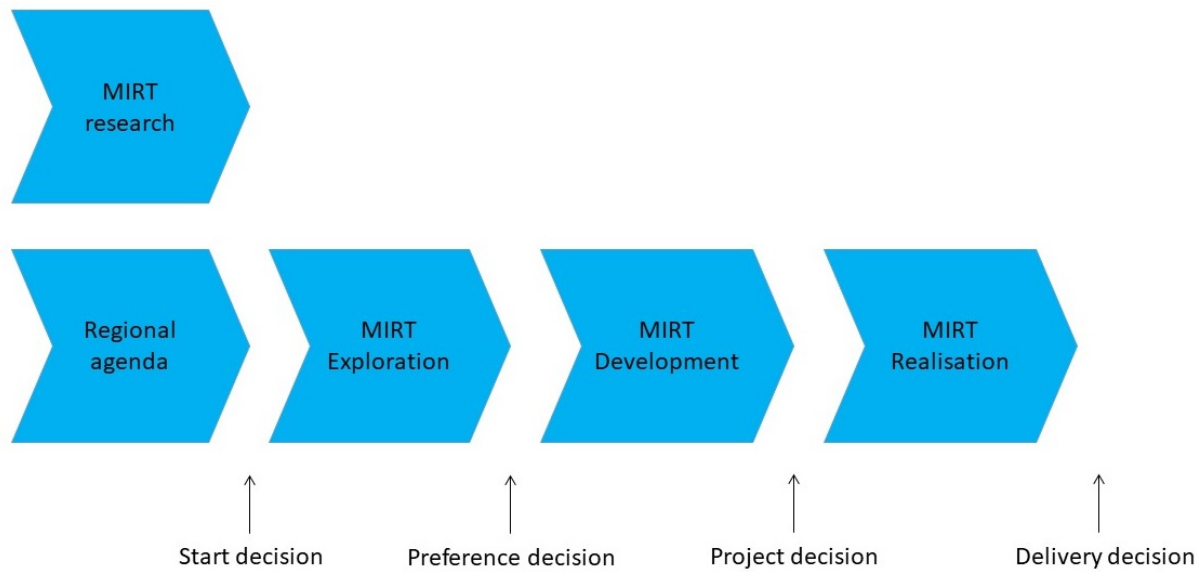 MIRT
research
Regional
agenda
MIRT
Exploration
MIRT
Development
MIRT
Realisation
Start decision
Preference decision
Project decision
Delivery decision